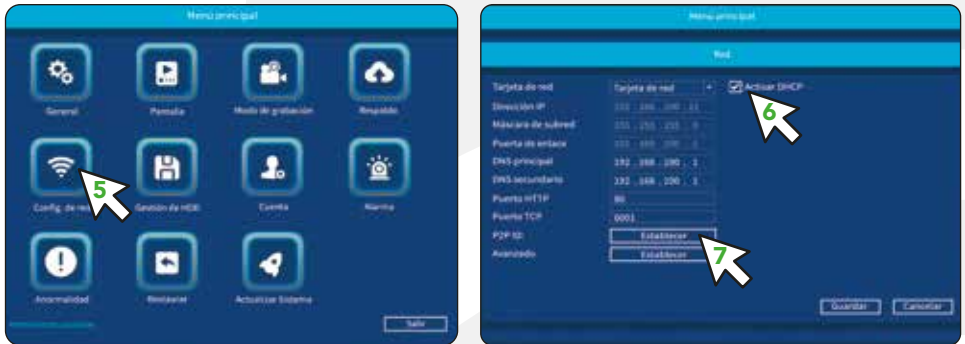 Menú principal
General
Pantalla
Modo de grabación
Respaldo
5
Config. de red
Gestión de HDD
Cuenta
Alarma
Anormalidad
Reiniciar
Actualizar Sistema
Salir
Menú principal
Red
Tarjeta de red
Tarjeta de red
Activar DHCP
6
Dirección IP
Máscara de subred
Puerta de enlace
DNS principal
192 . 168 . 100 . 1
DNS secundario
192 . 168 . 100 . 1
Puerto HTTP
80
Puerto TCP
P2P ID:
Establecer
7
Avanzado
Establecer
Guardar
Cancelar